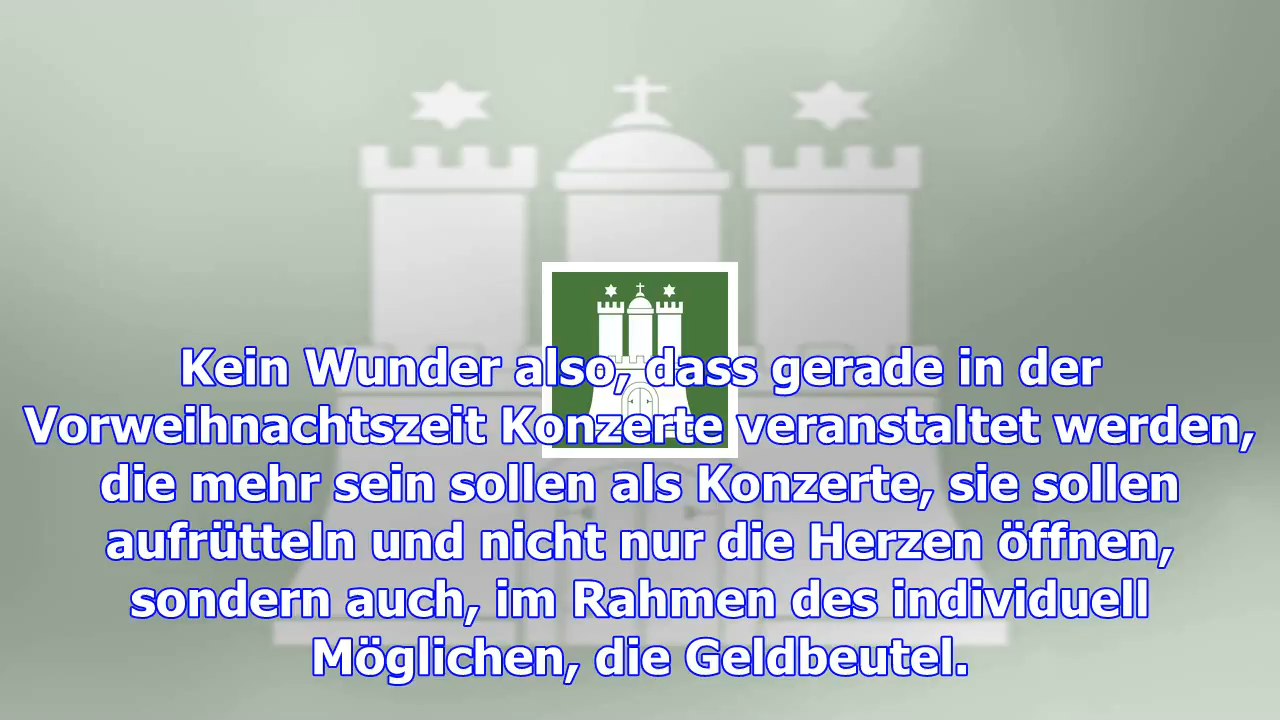 Kein Wunder also, dass gerade in der
Vorweihnachtszeit Konzerte veranstaltet werden,
die mehr sein sollen als Konzerte, sie sollen
aufrütteln und nicht nur die Herzen öffnen,
sondern auch, im Rahmen des individuell
Möglichen, die Geldbeutel.